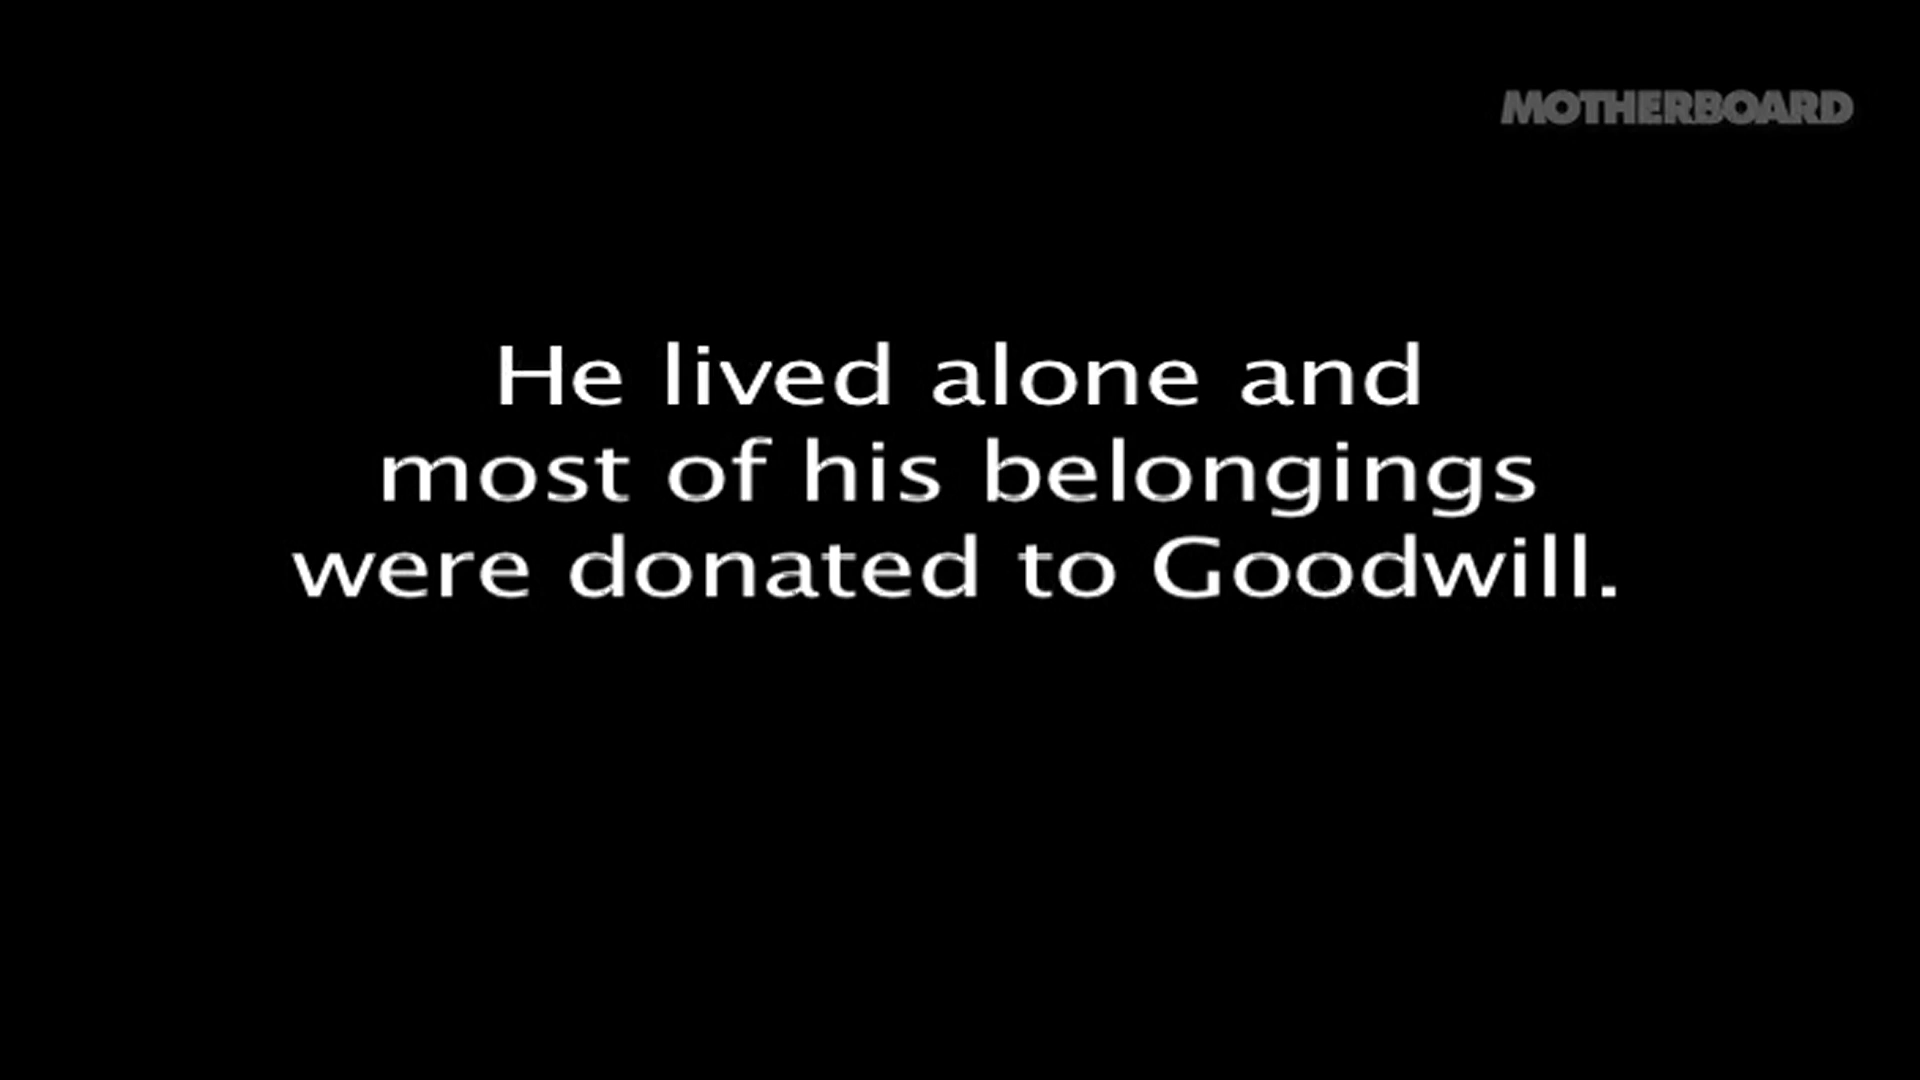 MOTHERBOARD
He lived alone and
most of his belongings
were donated to Goodwill.